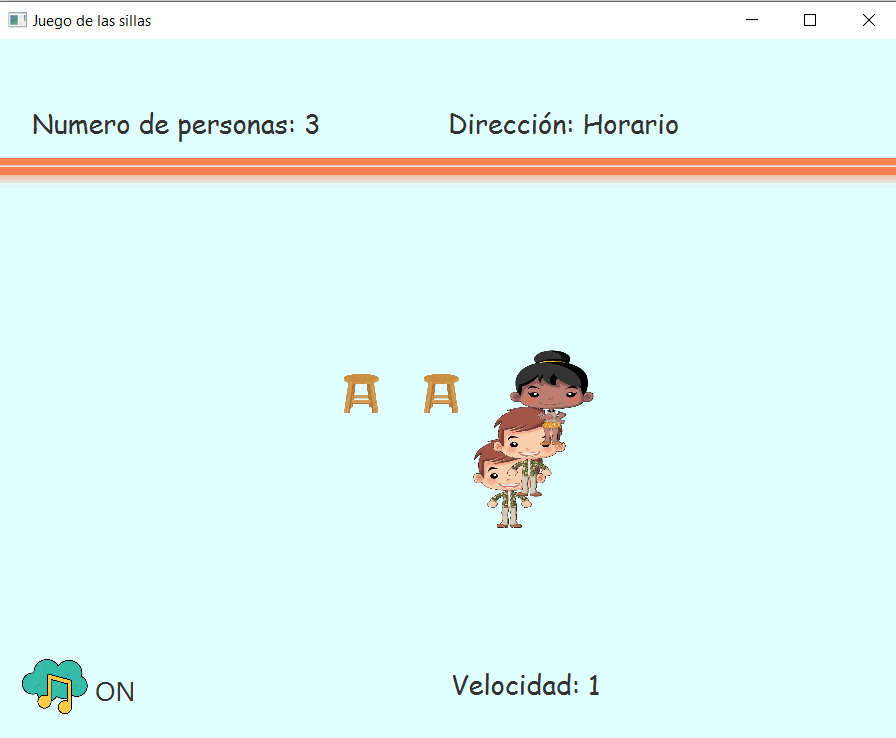 Juego de las sillas
Numero de personas: 3
Dirección: Horario
ON
Velocidad: 1